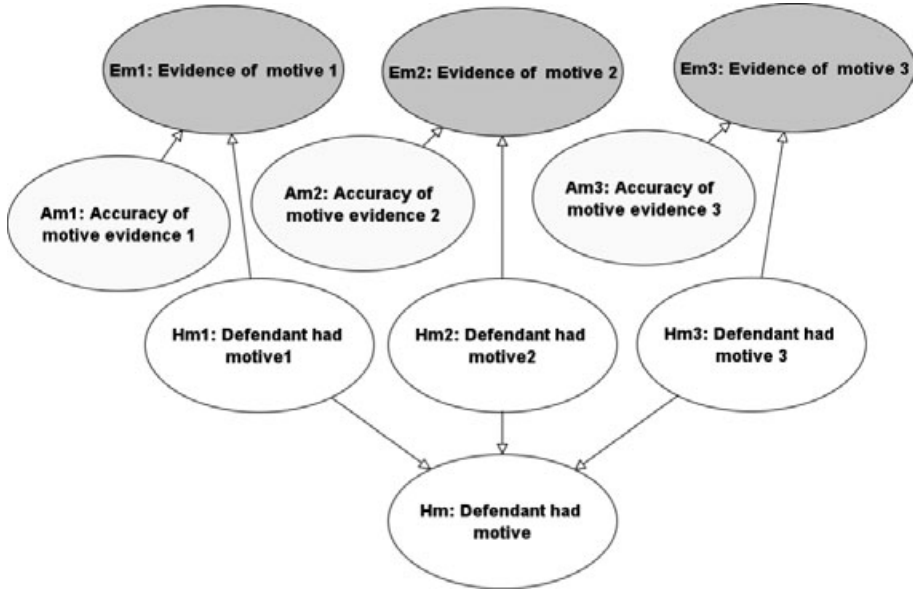 Em1: Evidence of motive 1
Em2: Evidence of motive 2
Em3: Evidence of motive 3
Am1: Accuracy of
motive evidence 1
Am2: Accuracy of
motive evidence 2
Am3: Accuracy of
motive evidence 3
Hm1: Defendant had
motive1
Hm2: Defendant had
motive2
Hm3: Defendant had
motive 3
Hm: Defendant had
motive